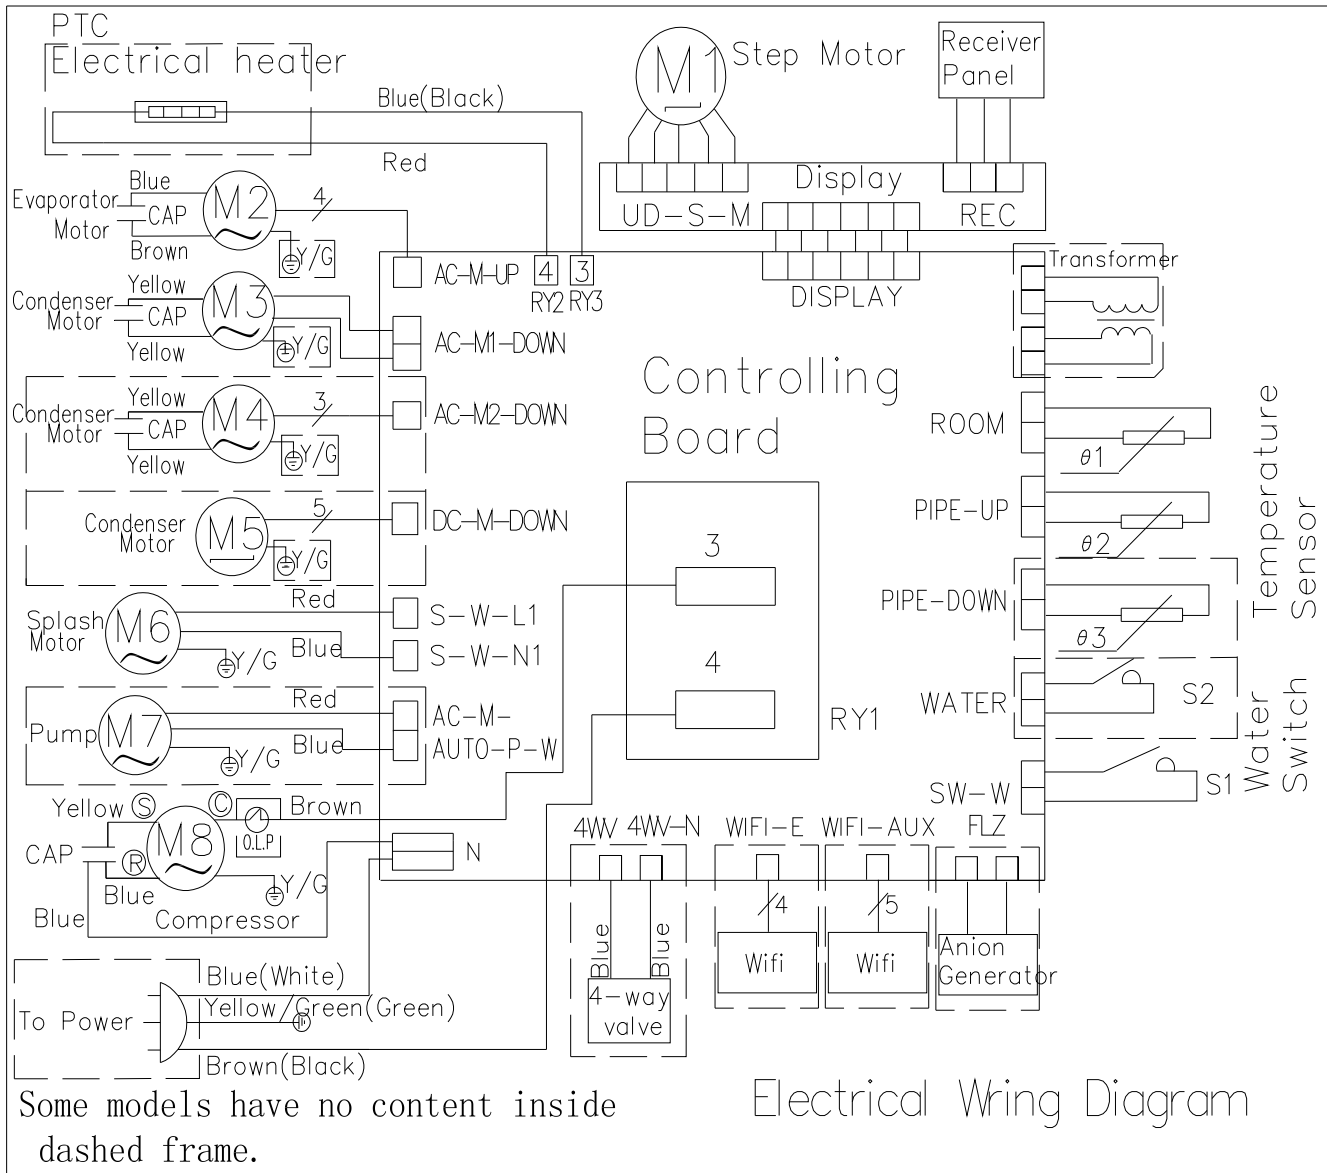 PTC
Electrical heater
Blue(Black)
Red
M1
Step Motor
Receiver
Panel
Display
UD-S-M
REC
DISPLAY
Evaporator
Motor
Blue
CAP
Brown
M2
4
Y/G
AC-M-UP
4
RY2
3
RY3
Transformer
Condenser
Motor
Yellow
CAP
Yellow
M3
Y/G
AC-M1-DOWN
Controlling
Board
Condenser
Motor
Yellow
CAP
Yellow
M4
3
Y/G
AC-M2-DOWN
ROOM
θ1
Condenser
Motor
M5
5
Y/G
DC-M-DOWN
PIPE-UP
θ2
PIPE-DOWN
θ3
Temperature
Sensor
Splash
Motor
M6
Red
Blue
Y/G
S-W-L1
S-W-N1
3
4
RY1
WATER
S2
SW-W
S1
Water
Switch
Pump
M7
Red
Blue
Y/G
AC-M-
AUTO-P-W
Yellow
S
C
Brown
O.L.P
CAP
R
M8
Blue
Y/G
Blue
Compressor
N
4WV
4WV-N
WIFI-E
WIFI-AUX
FLZ
Blue
Blue
4-way
valve
4
Wifi
5
Wifi
Anion
Generator
To Power
Blue(White)
Yellow/Green(Green)
Brown(Black)
Some models have no content inside
dashed frame.
Electrical Wring Diagram